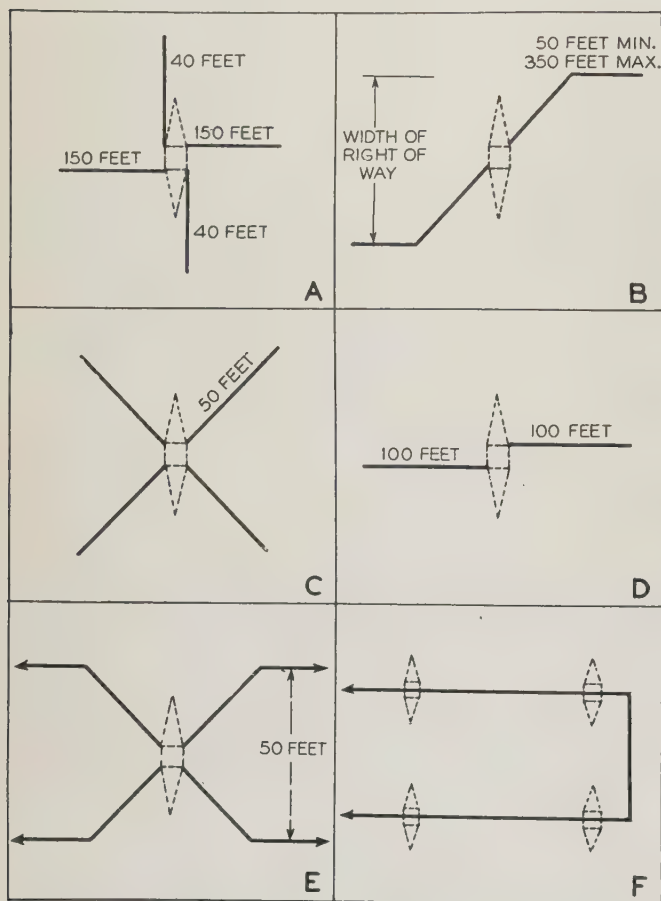 40 FEET
150 FEET
150 FEET
40 FEET
A
50 FEET MIN.
350 FEET MAX.
WIDTH OF
RIGHT OF
WAY
B
50 FEET
C
100 FEET
100 FEET
D
50 FEET
E
F